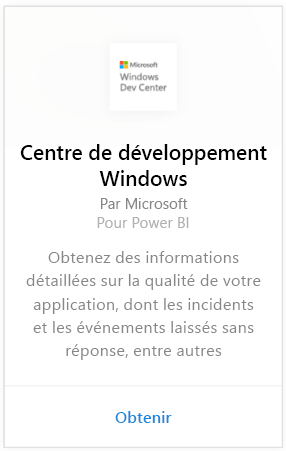 Microsoft
Windows
Dev Center
Centre de développement
Windows
Par Microsoft
Pour Power BI
Obtenez des informations
détaillées sur la qualité de votre
application, dont les incidents
et les événements laissés sans
réponse, entre autres
Obtenir